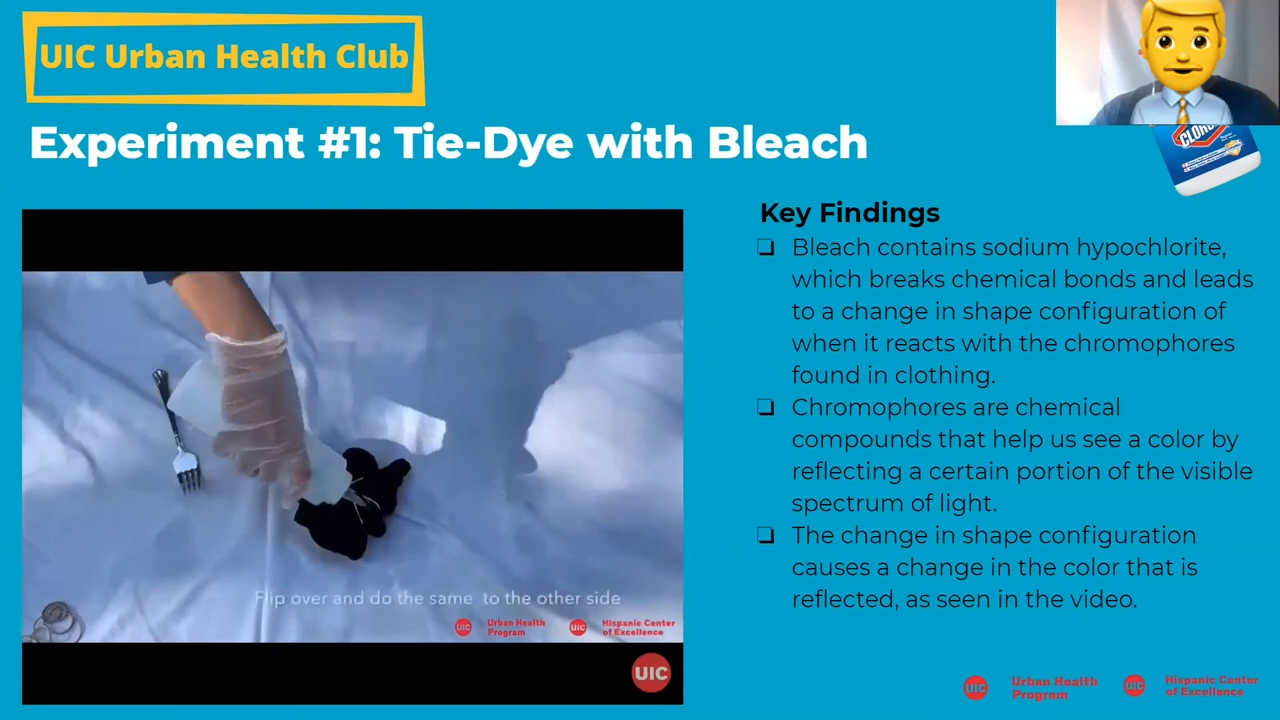 UIC Urban Health Club
Experiment #1: Tie-Dye with Bleach
Key Findings
❏ Bleach contains sodium hypochlorite,
which breaks chemical bonds and leads
to a change in shape configuration of
when it reacts with the chromophores
found in clothing.
❏ Chromophores are chemical
compounds that help us see a color by
reflecting a certain portion of the visible
spectrum of light.
❏ The change in shape configuration
causes a change in the color that is
reflected, as seen in the video.
Flip over and do the same to the other side
UIC Urban Health
Program
UIC Hispanic Center
of Excellence
UIC
UIC Urban Health
Program
UIC Hispanic Center
of Excellence